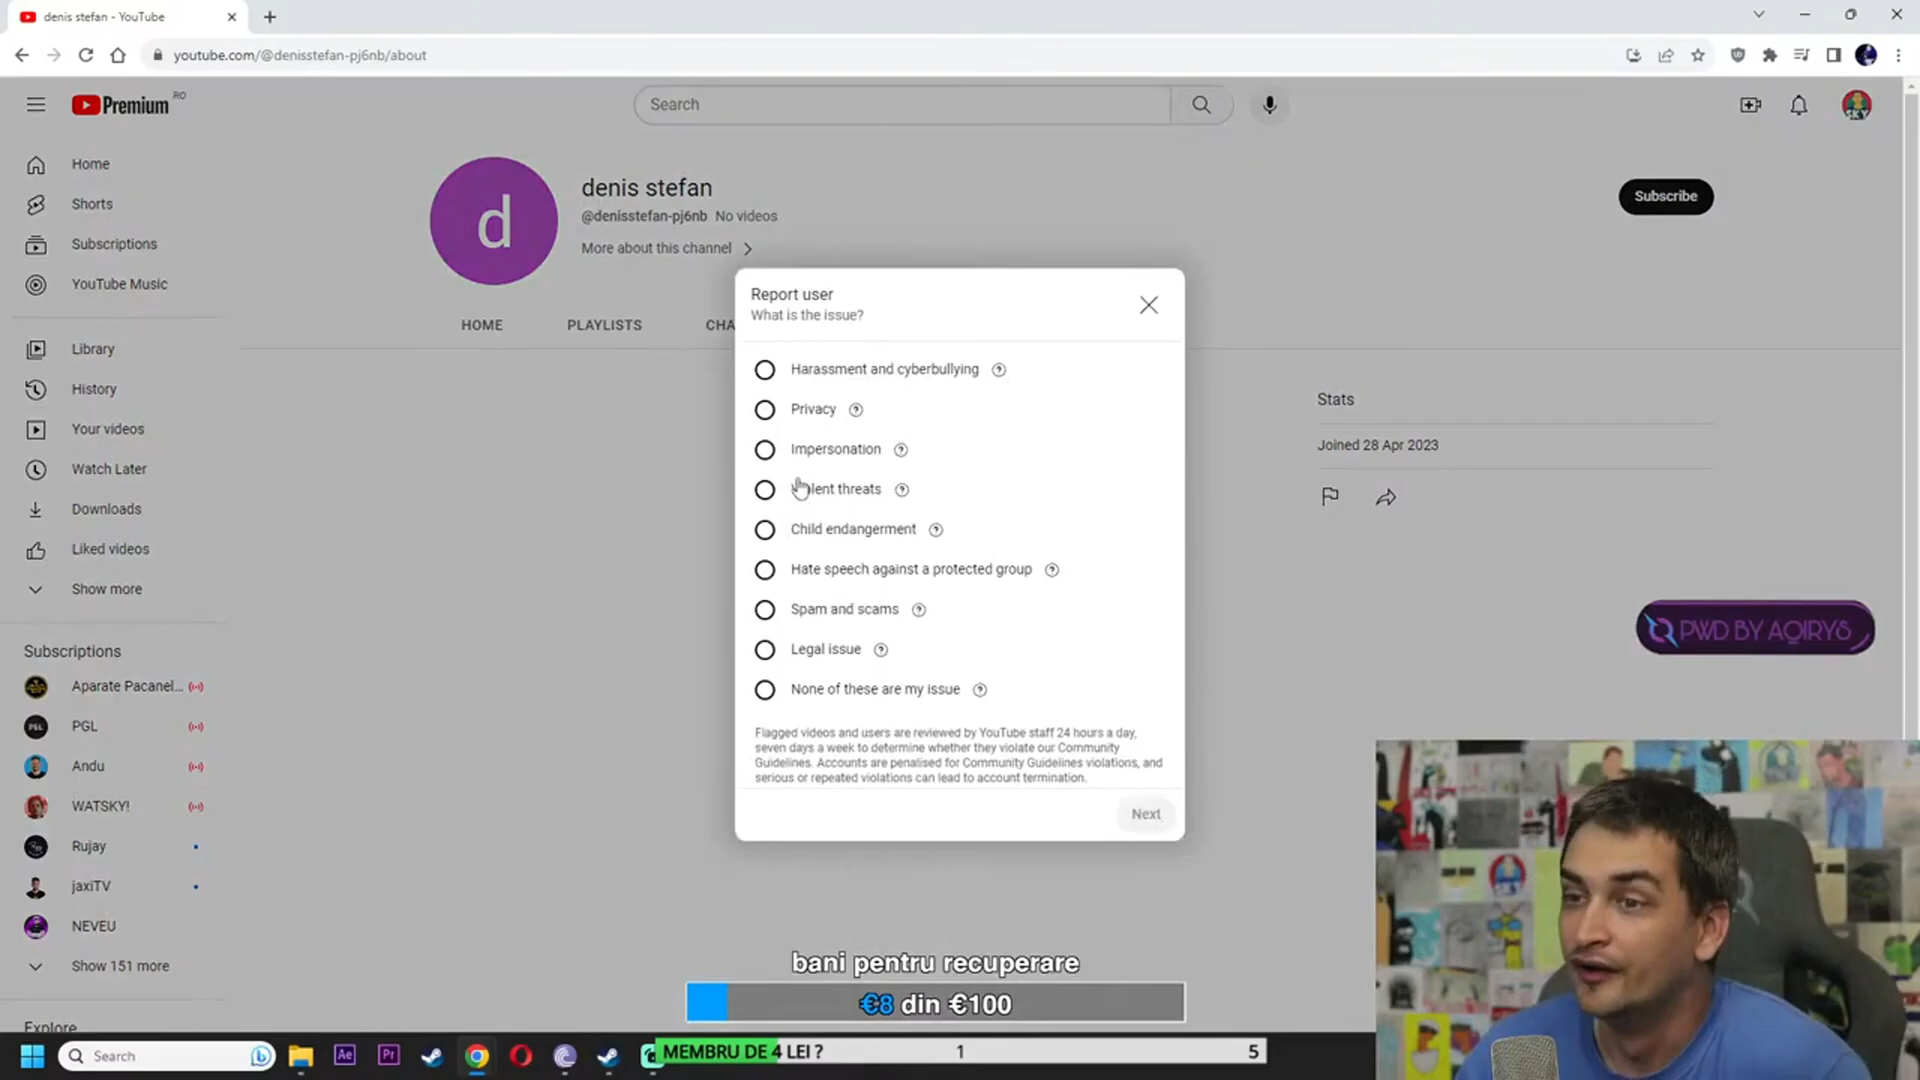 denis stefan - YouTube
youtube.com/@denisstefan-pj6nb/about
Premium RO
Search
SKY
Home
Shorts
Subscriptions
YouTube Music
Library
History
Your videos
Watch Later
Downloads
Liked videos
Show more
Subscriptions
Aparate Pacanel...
PGL
Andu
WATSKY!
Rujay
jaxiTV
NEVEU
Show 151 more
Explore
d
denis stefan
@denisstefan-pj6nb No videos
More about this channel
Subscribe
HOME PLAYLISTS CHA
Report user
What is the issue?
Harassment and cyberbullying
Privacy
Impersonation
lent threats
Child endangerment
Hate speech against a protected group
Spam and scams
Legal issue
None of these are my issue
Flagged videos and users are reviewed by YouTube staff 24 hours a day,
seven days a week to determine whether they violate our Community
Guidelines. Accounts are penalised for Community Guidelines violations, and
serious or repeated violations can lead to account termination.
Next
Stats
Joined 28 Apr 2023
PWD BY AQIRYS
bani pentru recuperare
€8 din €100
MEMBRU DE 4 LEI ? 1 5
Search
Ae
Pr